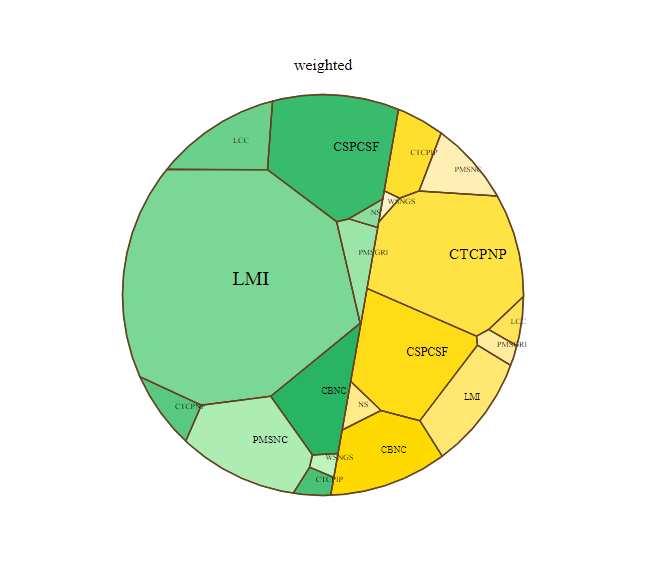 weighted
LCC
CSPCSF
CTCPIP
PMSNC
WSNGS
NS
PMSGRI
CTCPNP
LMI
LCC
PMSGRI
CSPCSF
CBNC
LMI
NS
CTCPNP
PMSNC
CBNC
WSNGS
CTCPIP